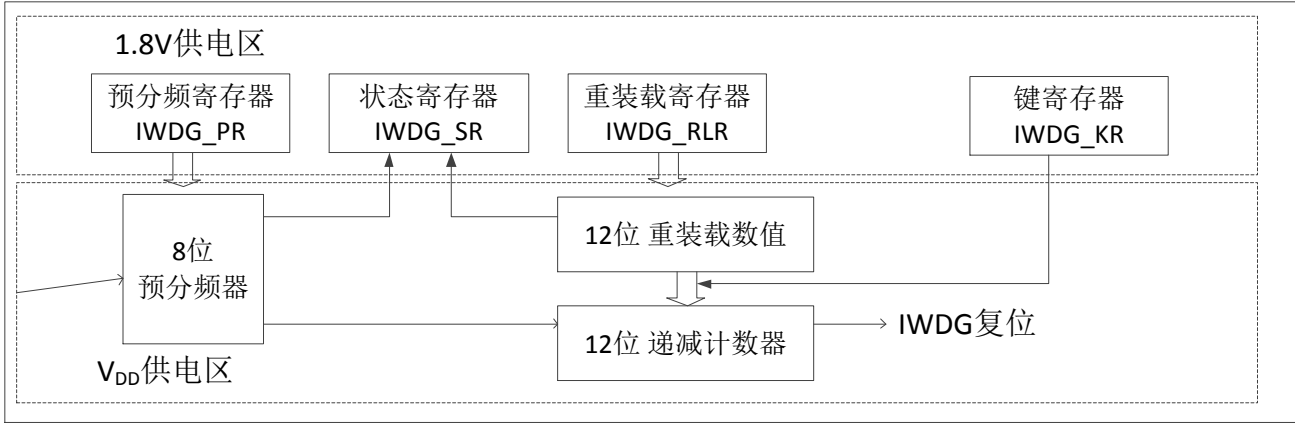 1.8V供电区
预分频寄存器
IWDG_PR
状态寄存器
IWDG_SR
重装载寄存器
IWDG_RLR
键寄存器
IWDG_KR
8位
预分频器
12位 重装载数值
12位 递减计数器
IWDG复位
VDD供电区